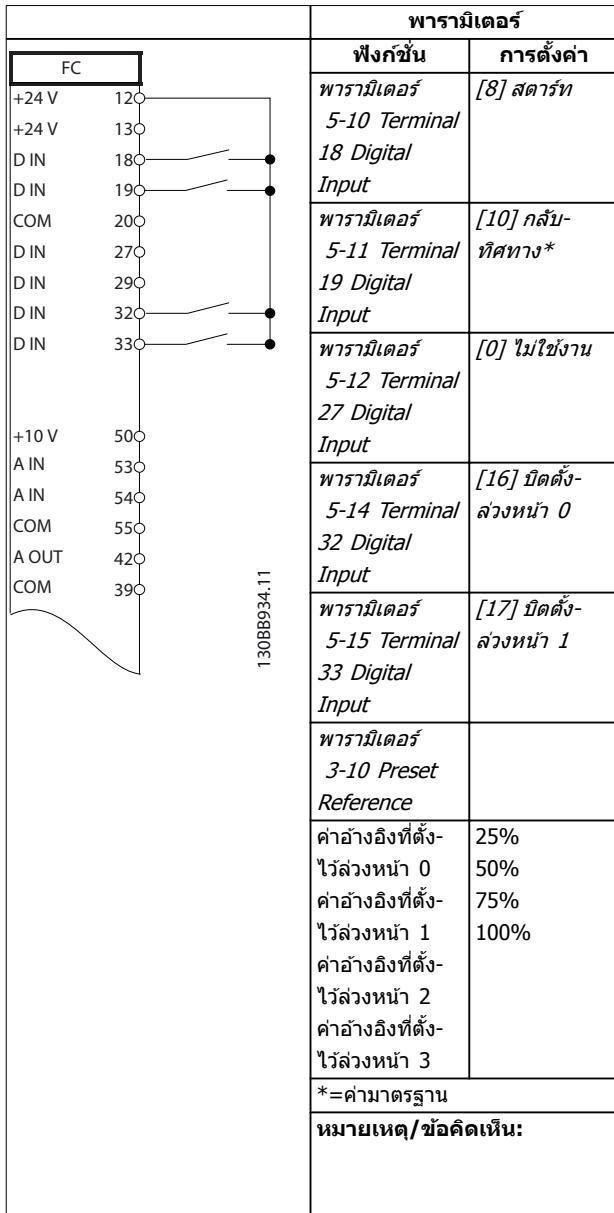 พารามิเตอร์
FC
+24 V 12
+24 V 13
D IN 18
D IN 19
COM 20
D IN 27
D IN 29
D IN 32
D IN 33
+10 V 50
A IN 53
A IN 54
COM 55
A OUT 42
COM 39
130BB934.11
ฟังก์ชั่น การตั้งค่า
พารามิเตอร์ [8] สตาร์ท
5-10 Terminal
18 Digital
Input
พารามิเตอร์ [10] กลับ-
5-11 Terminal ทิศทาง*
19 Digital
Input
พารามิเตอร์ [0] ไม่ใช้งาน
5-12 Terminal
27 Digital
Input
พารามิเตอร์ [16] บิตตั้ง-
5-14 Terminal ล่วงหน้า 0
32 Digital
Input
พารามิเตอร์ [17] บิตตั้ง-
5-15 Terminal ล่วงหน้า 1
33 Digital
Input
พารามิเตอร์
3-10 Preset
Reference
ค่าอ้างอิงที่ตั้ง- 25%
ไว้ล่วงหน้า 0 50%
ค่าอ้างอิงที่ตั้ง- 75%
ไว้ล่วงหน้า 1 100%
ค่าอ้างอิงที่ตั้ง-
ไว้ล่วงหน้า 2
ค่าอ้างอิงที่ตั้ง-
ไว้ล่วงหน้า 3
*=ค่ามาตรฐาน
หมายเหตุ/ข้อคิดเห็น: